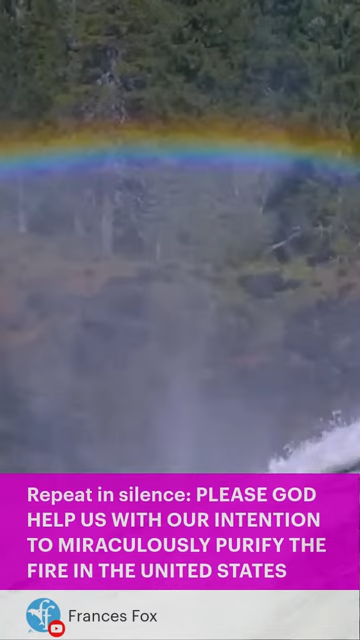 Repeat in silence: PLEASE GOD
HELP US WITH OUR INTENTION
TO MIRACULOUSLY PURIFY THE
FIRE IN THE UNITED STATES
ff
Frances Fox